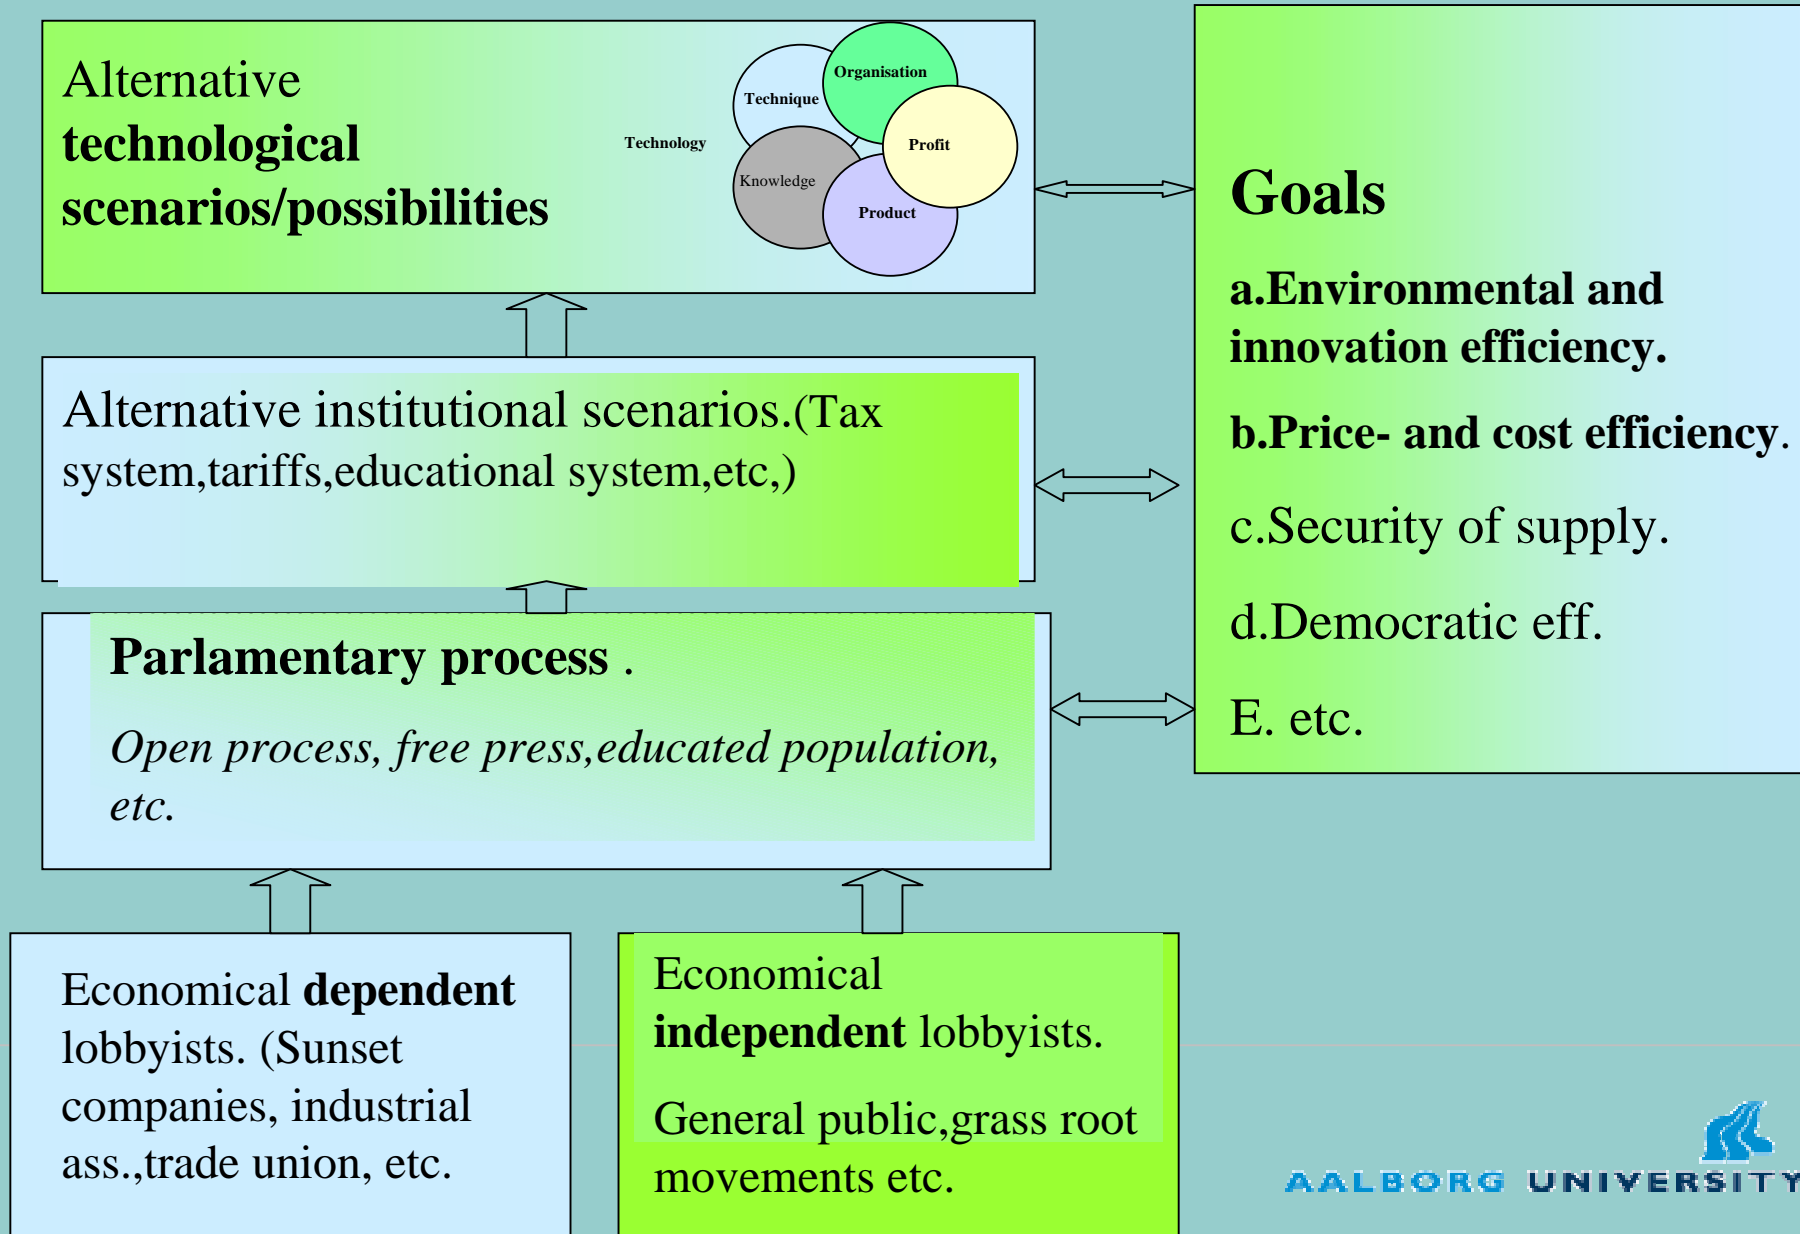 Alternative
technological
scenarios/possibilities
Technology
Technique
Organisation
Profit
Knowledge
Product
Goals
a.Environmental and
innovation efficiency.
b.Price- and cost efficiency.
c.Security of supply.
d.Democratic eff.
E. etc.
Alternative institutional scenarios.(Tax
system,tariffs,educational system,etc,)
Parlamentary process .
Open process, free press,educated population,
etc.
Economical dependent
lobbyists. (Sunset
companies, industrial
ass.,trade union, etc.
Economical
independent lobbyists.
General public,grass root
movements etc.
AALBORG UNIVERSITY